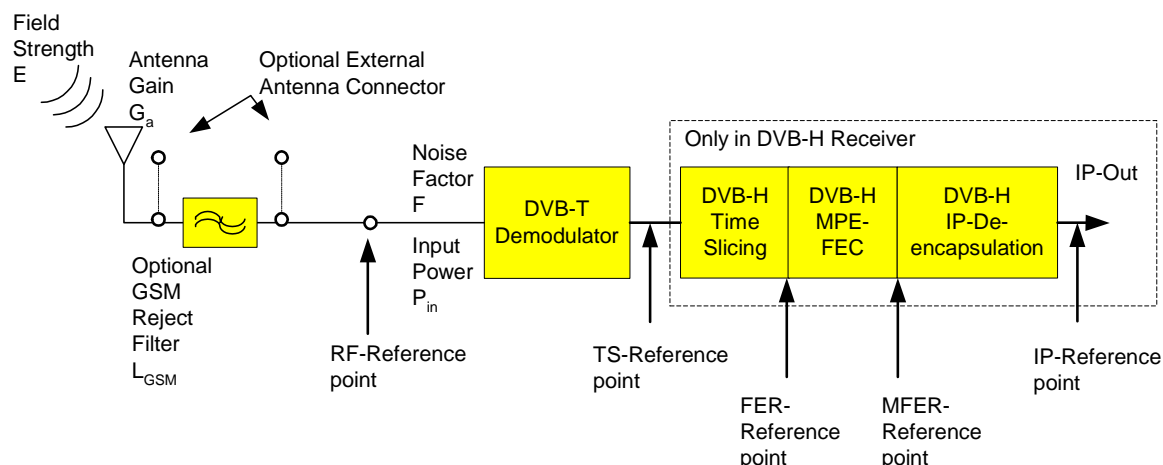 Field
Strength
E
Antenna
Gain
Ga
Optional External
Antenna Connector
Only in DVB-H Receiver
Noise
Factor
F
DVB-T
Demodulator
DVB-H
Time
Slicing
DVB-H
MPE-
FEC
DVB-H
IP-De-
encapsulation
IP-Out
Optional
GSM
Reject
Filter
LGSM
Input
Power
Pin
RF-Reference
point
TS-Reference
point
IP-Reference
point
FER-
Reference
point
MFER-
Reference
point